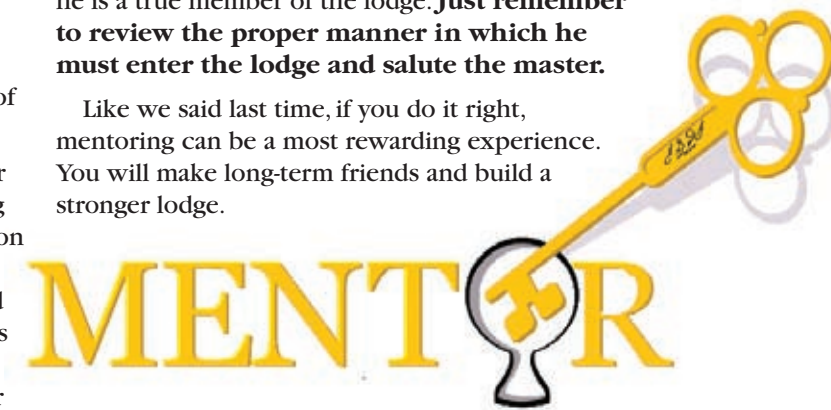 of
r
g
on
l
s
r
he is a true member of the lodge. Just remember
to review the proper manner in which he
must enter the lodge and salute the master.
Like we said last time, if you do it right,
mentoring can be a most rewarding experience.
You will make long-term friends and build a
stronger lodge.
MENTOR